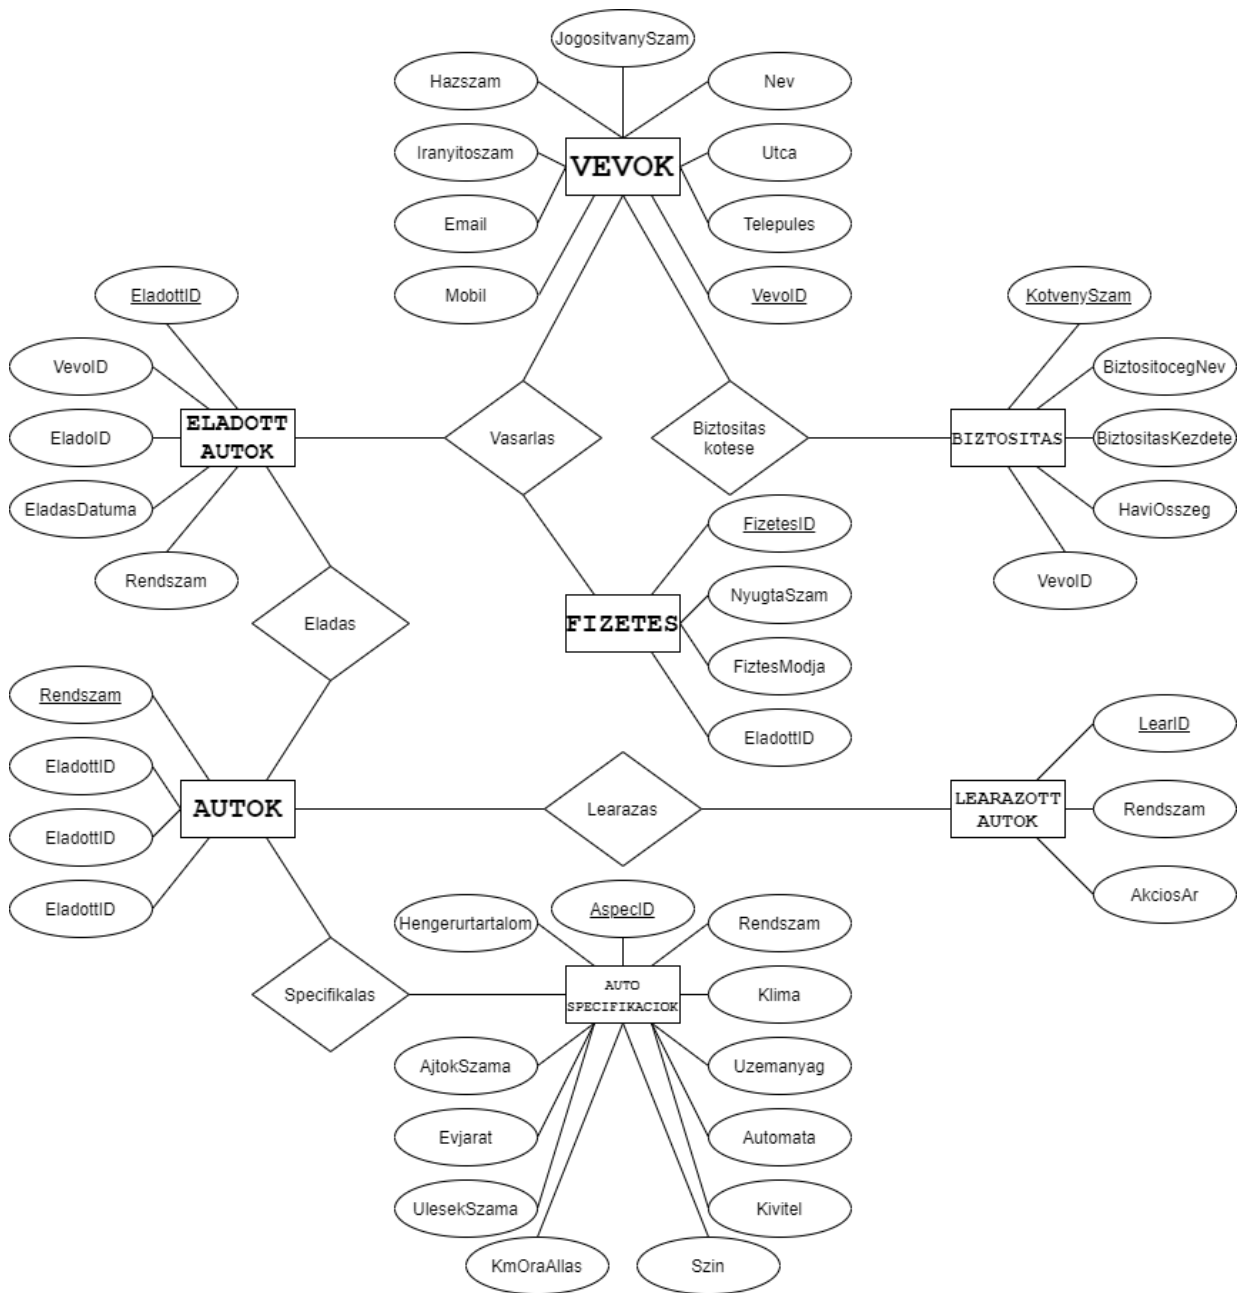 JogositvanySzam
Hazszam
Nev
VEVOK
Iranyitoszam
Utca
Email
Telepules
Mobil
VevoID
EladottID
KotvenySzam
VevoID
BiztositocegNev
ELADOTT
AUTOK
EladoID
Vasarlas
Biztositas
kotese
BIZTOSITAS
BiztositasKezdete
EladasDatuma
HaviOsszeg
FizetesID
Rendszam
VevoID
NyugtaSzam
Eladas
FIZETES
FiztesModja
Rendszam
EladottID
LearID
EladottID
AUTOK
Learazas
LEARAZOTT
AUTOK
Rendszam
EladottID
AkciosAr
EladottID
Hengerurtartalom
AspecID
Rendszam
Specifikalas
AUTO
SPECIFIKACIOK
Klima
AjtokSzama
Uzemanyag
Evjarat
Automata
UlesekSzama
Kivitel
KmOraAllas
Szin